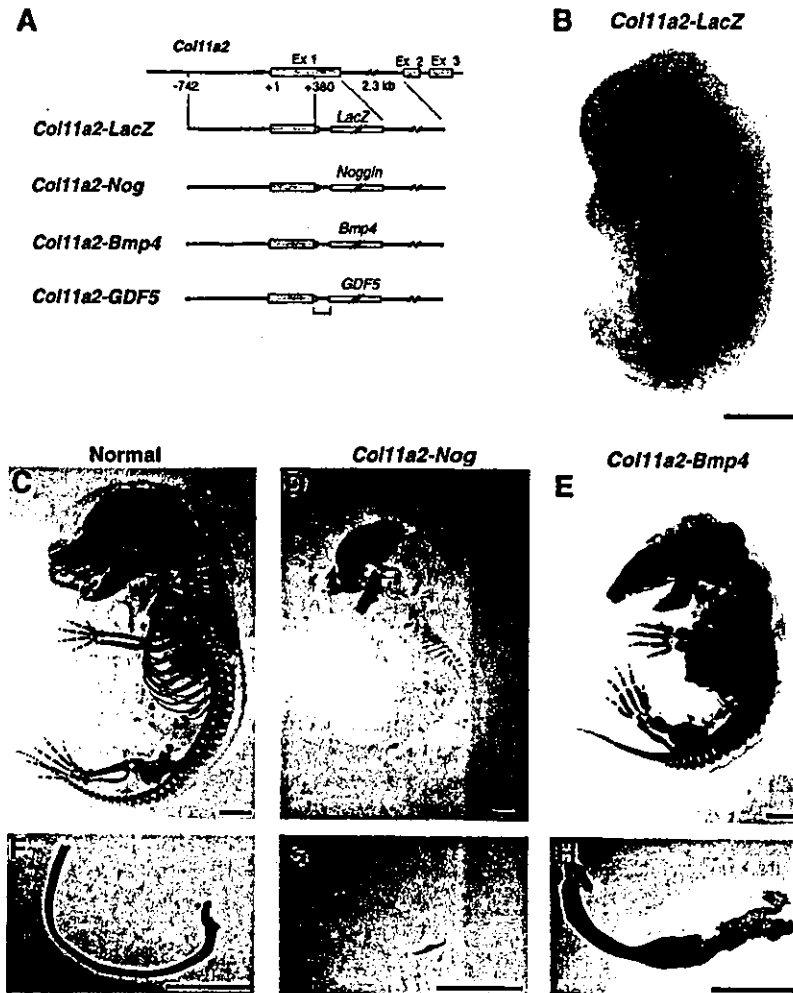 A
Col11a2
Ex 1
Ex 2
Ex 3
-742
+1
+380
2.3 kb
Col11a2-LacZ
LacZ
Col11a2-Nog
Noggin
Col11a2-Bmp4
Bmp4
Col11a2-GDF5
GDF5
B
Col11a2-LacZ
Normal
C
Col11a2-Nog
D
Col11a2-Bmp4
E